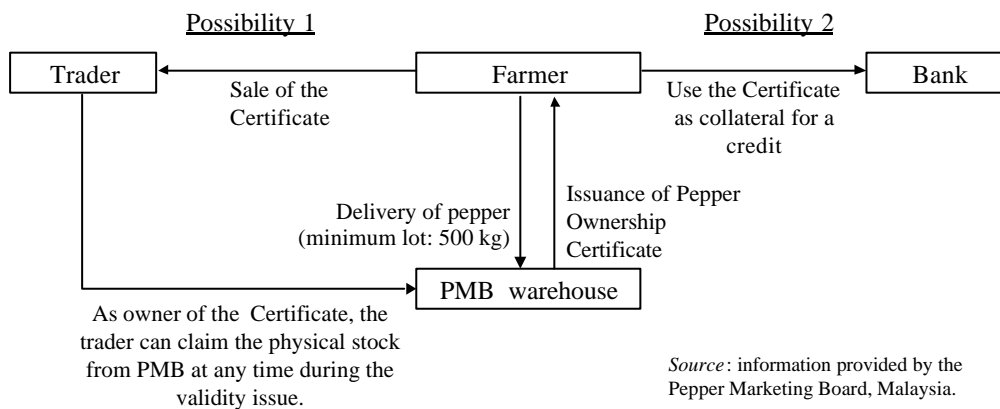 Possibility 1
Possibility 2
Trader
Farmer
Bank
Sale of the
Certificate
Use the Certificate
as collateral for a
credit
Delivery of pepper
(minimum lot: 500 kg)
Issuance of Pepper
Ownership
Certificate
PMB warehouse
As owner of the Certificate, the
trader can claim the physical stock
from PMB at any time during the
validity issue.
Source: information provided by the
Pepper Marketing Board, Malaysia.